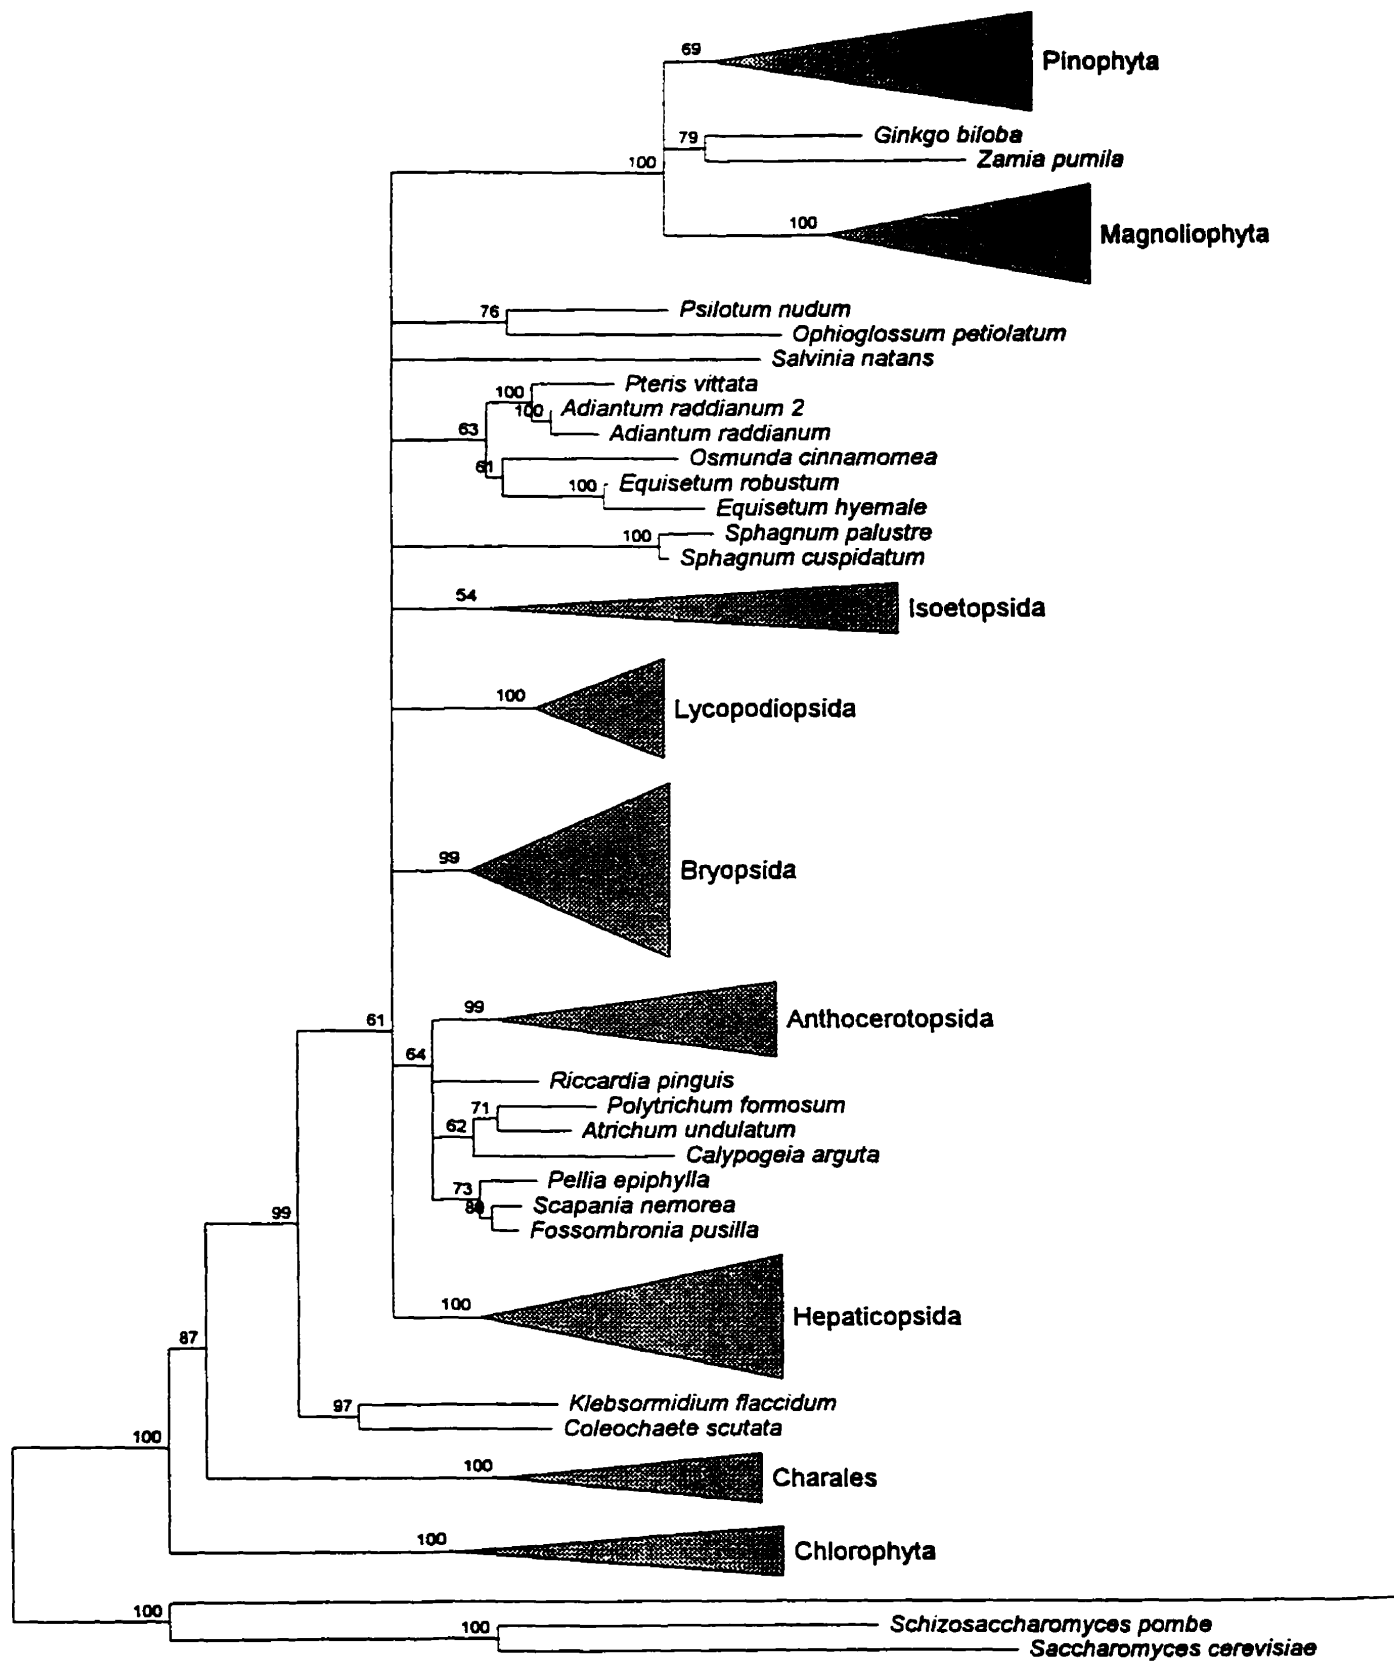 69
Pinophyta
79
Ginkgo biloba
Zamia pumila
100
100
Magnoliophyta
76
Psilotum nudum
Ophioglossum petiolatum
Salvinia natans
Pteris vittata
100
100
Adiantum raddianum 2
63
Adiantum raddianum
Osmunda cinnamomea
61
100
Equisetum robustum
Equisetum hyemale
100
Sphagnum palustre
Sphagnum cuspidatum
54
Isoetopsida
100
Lycopodiopsida
99
Bryopsida
99
Anthocerotopsida
61
64
Riccardia pinguis
71
Polytrichum formosum
62
Atrichum undulatum
Calypogeia arguta
73
Pellia epiphylla
Scapania nemorea
99
Fossombronia pusilla
100
Hepaticopsida
87
97
Klebsormidium flaccidum
Coleochaete scutata
100
100
Charales
100
Chlorophyta
100
100
Schizosaccharomyces pombe
Saccharomyces cerevisiae